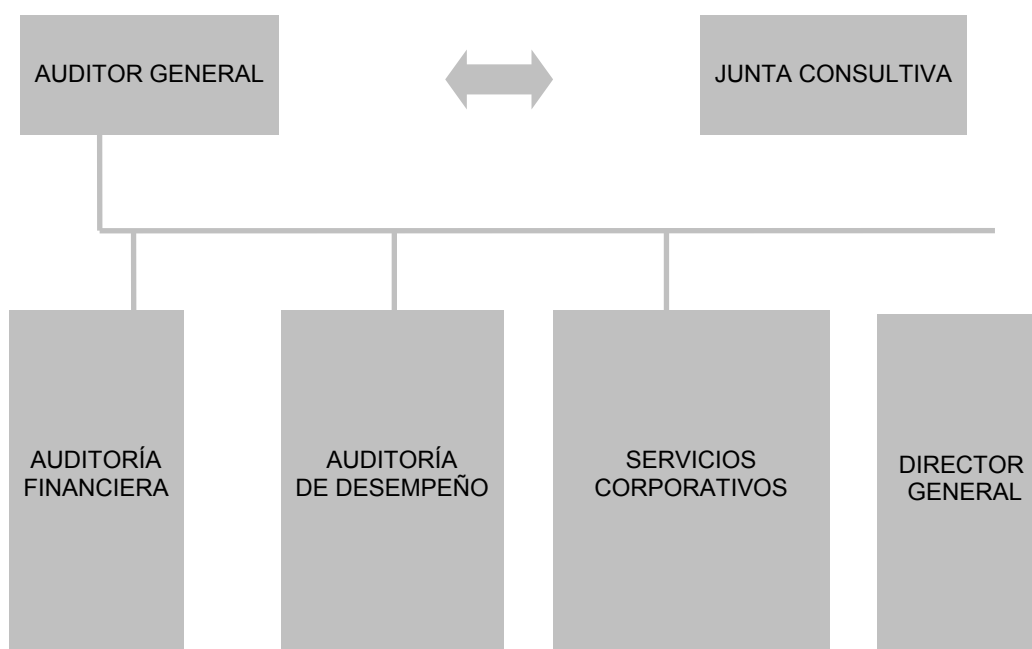 AUDITOR GENERAL
JUNTA CONSULTIVA
AUDITORÍA
FINANCIERA
AUDITORÍA
DE DESEMPEÑO
SERVICIOS
CORPORATIVOS
DIRECTOR
GENERAL